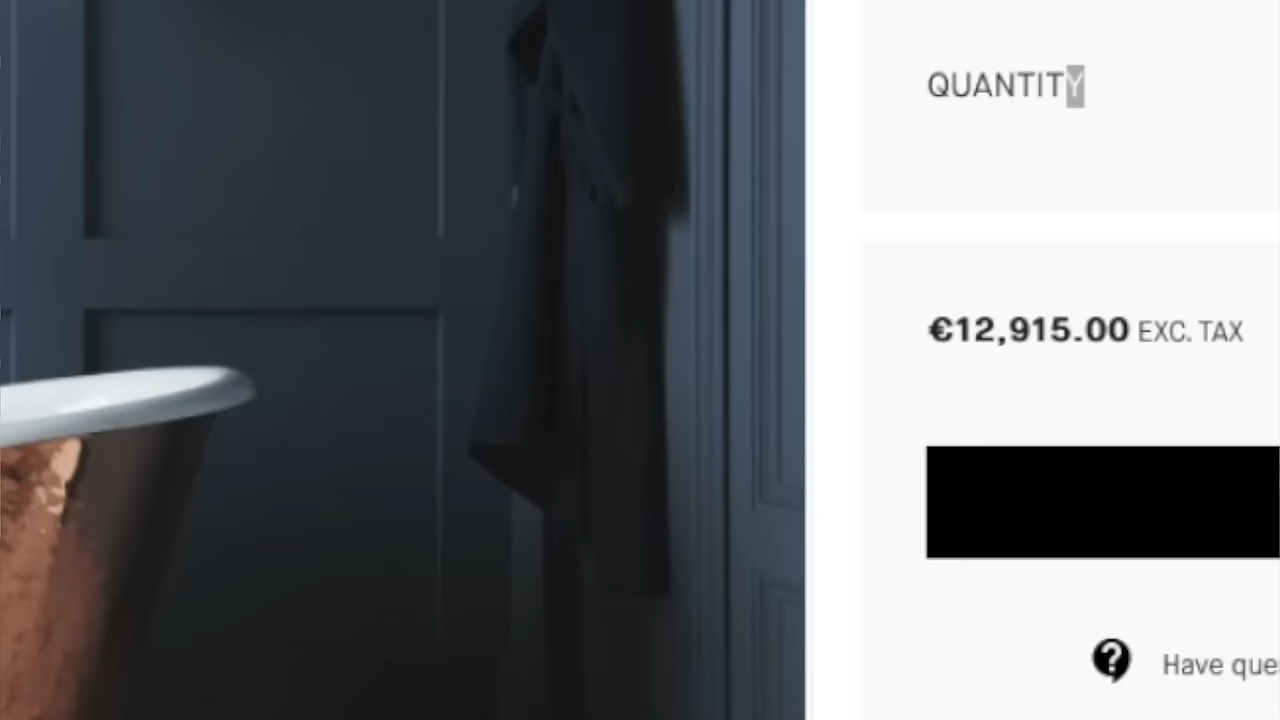 QUANTITY
€12,915.00 EXC. TAX
Have que